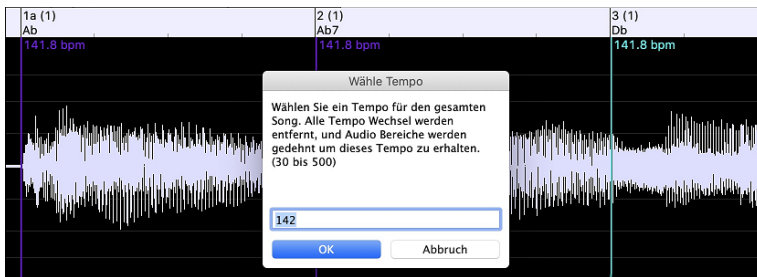 1a (1) 2 (1) 3 (1)
Ab Ab7 Db
141.8 bpm 141.8 bpm 141.8 bpm
Wähle Tempo
Wählen Sie ein Tempo für den gesamten
Song. Alle Tempo Wechsel werden
entfernt, und Audio Bereiche werden
gedehnt um dieses Tempo zu erhalten.
(30 bis 500)
142
OK Abbruch